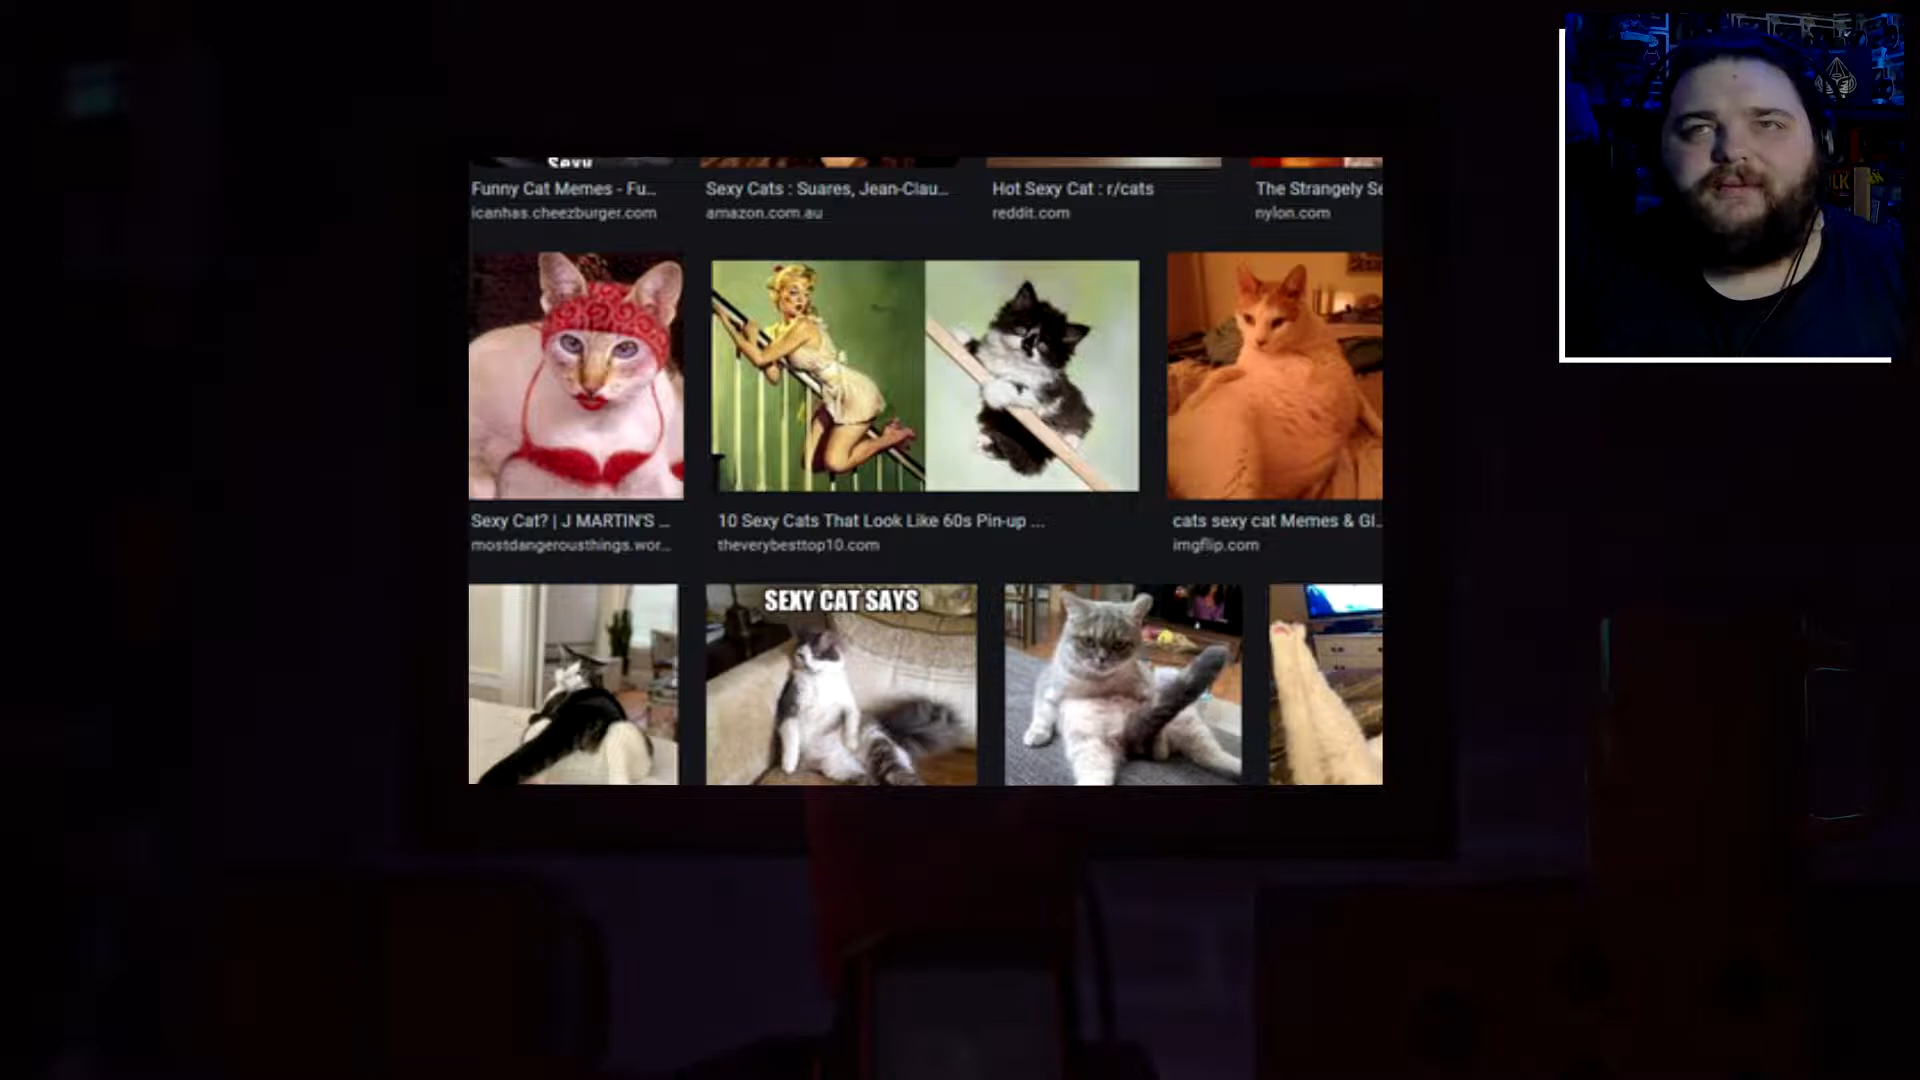 Sexy
Funny Cat Memes - Fu...
icanhas.cheezburger.com
Sexy Cats : Suares, Jean-Clau...
amazon.com.au
Hot Sexy Cat : r/cats
reddit.com
The Strangely Se
nylon.com
Sexy Cat? | J MARTIN'S ...
mostdangerousthings.wor...
10 Sexy Cats That Look Like 60s Pin-up ...
theverybesttop10.com
cats sexy cat Memes & GI..
imgflip.com
SEXY CAT SAYS